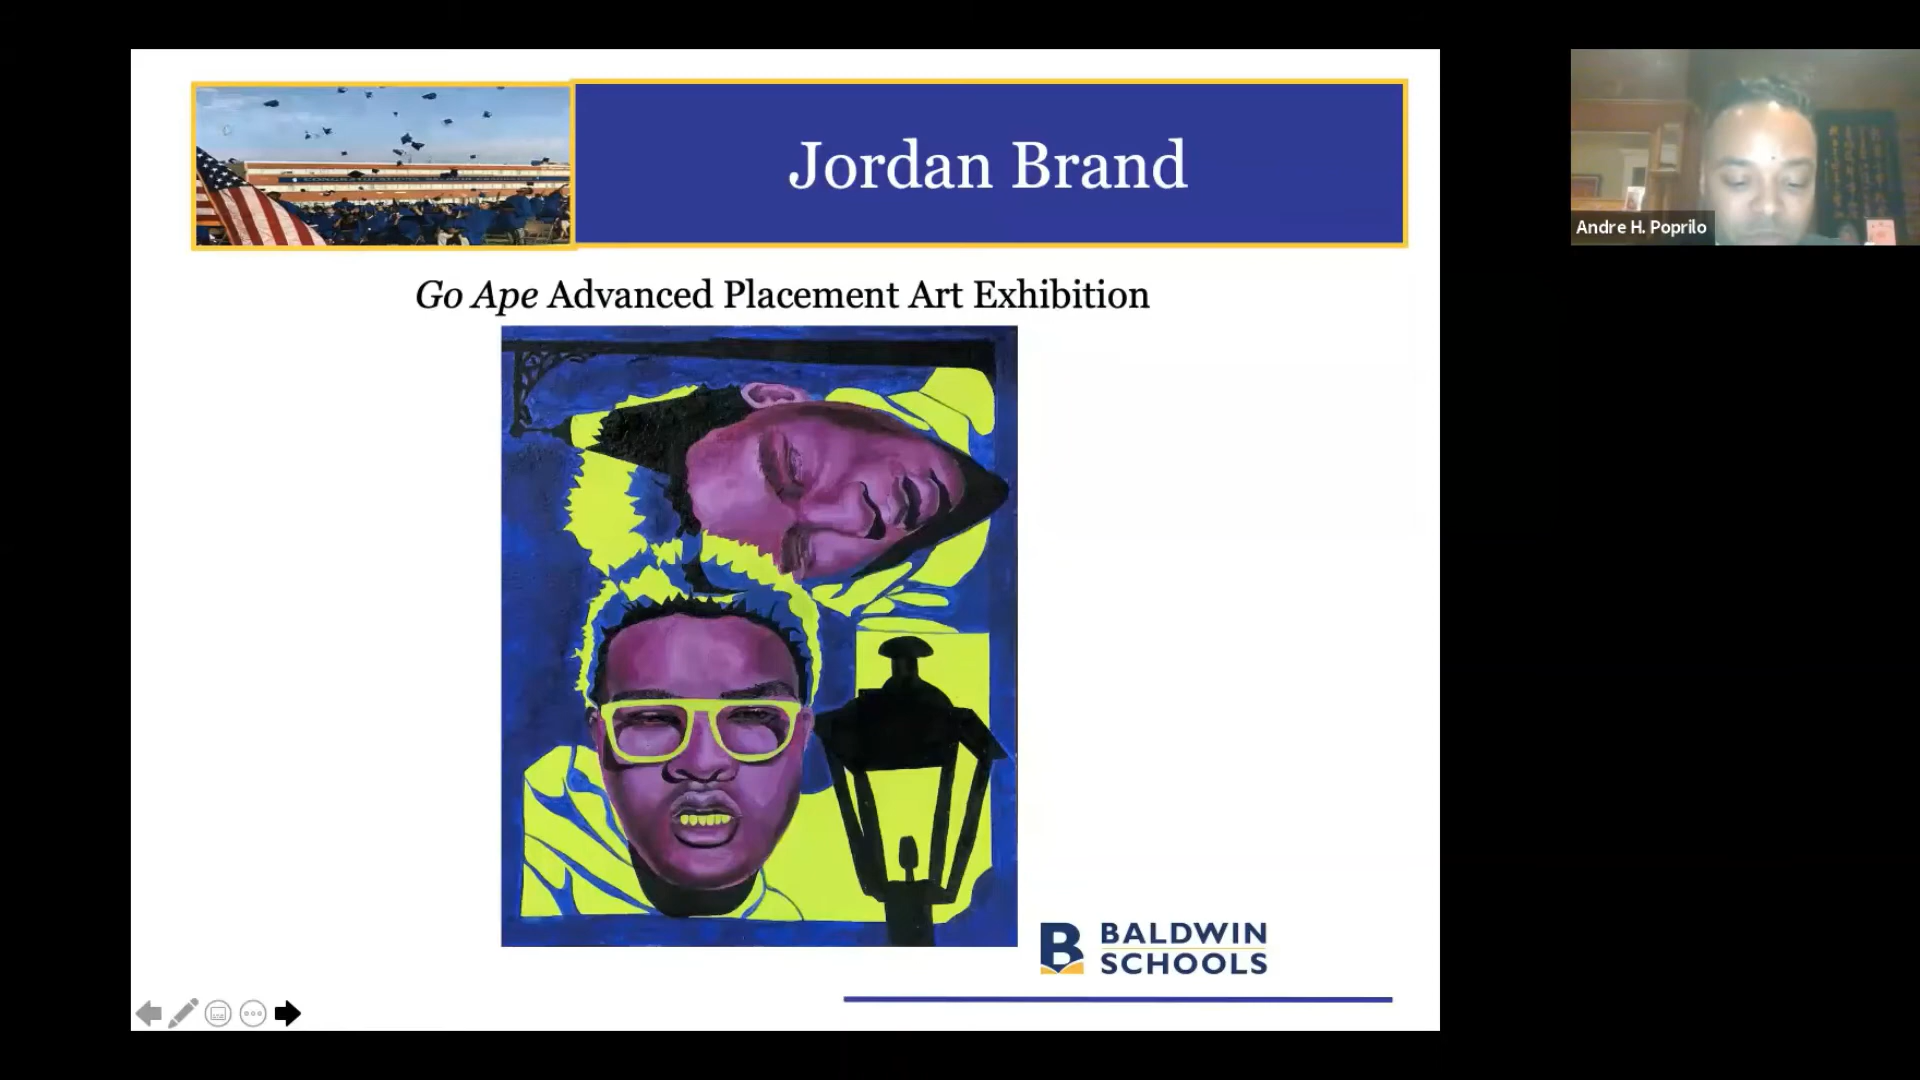 Jordan Brand
Go Ape Advanced Placement Art Exhibition
BALDWIN
SCHOOLS
Andre H. Poprilo